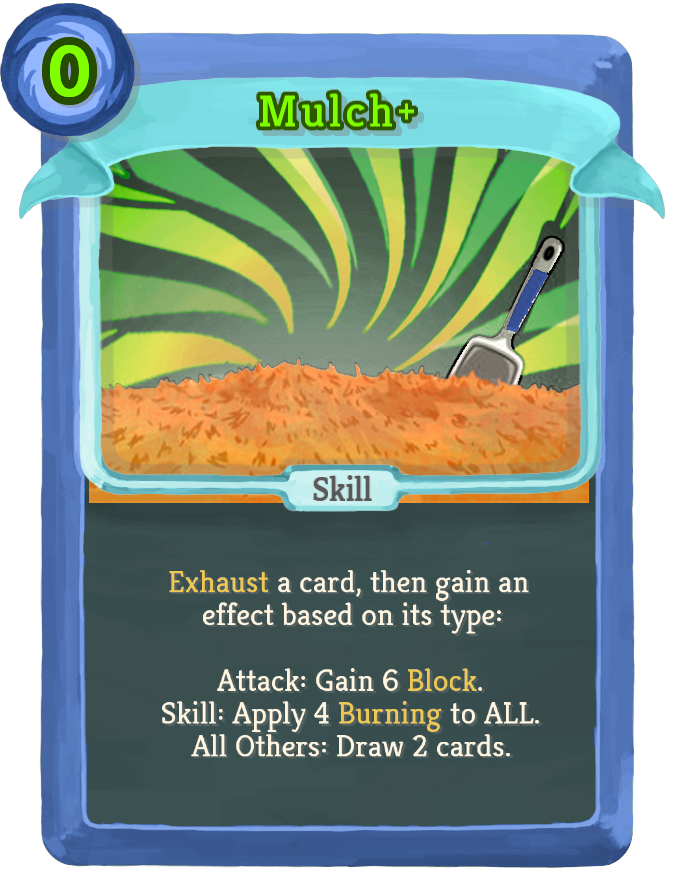 0
Mulch+
Skill
Exhaust a card, then gain an
effect based on its type:
Attack: Gain 6 Block.
Skill: Apply 4 Burning to ALL.
All Others: Draw 2 cards.